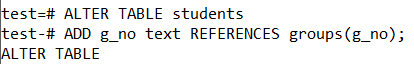 test=# ALTER TABLE students
test-# ADD g_no text REFERENCES groups(g_no);
ALTER TABLE